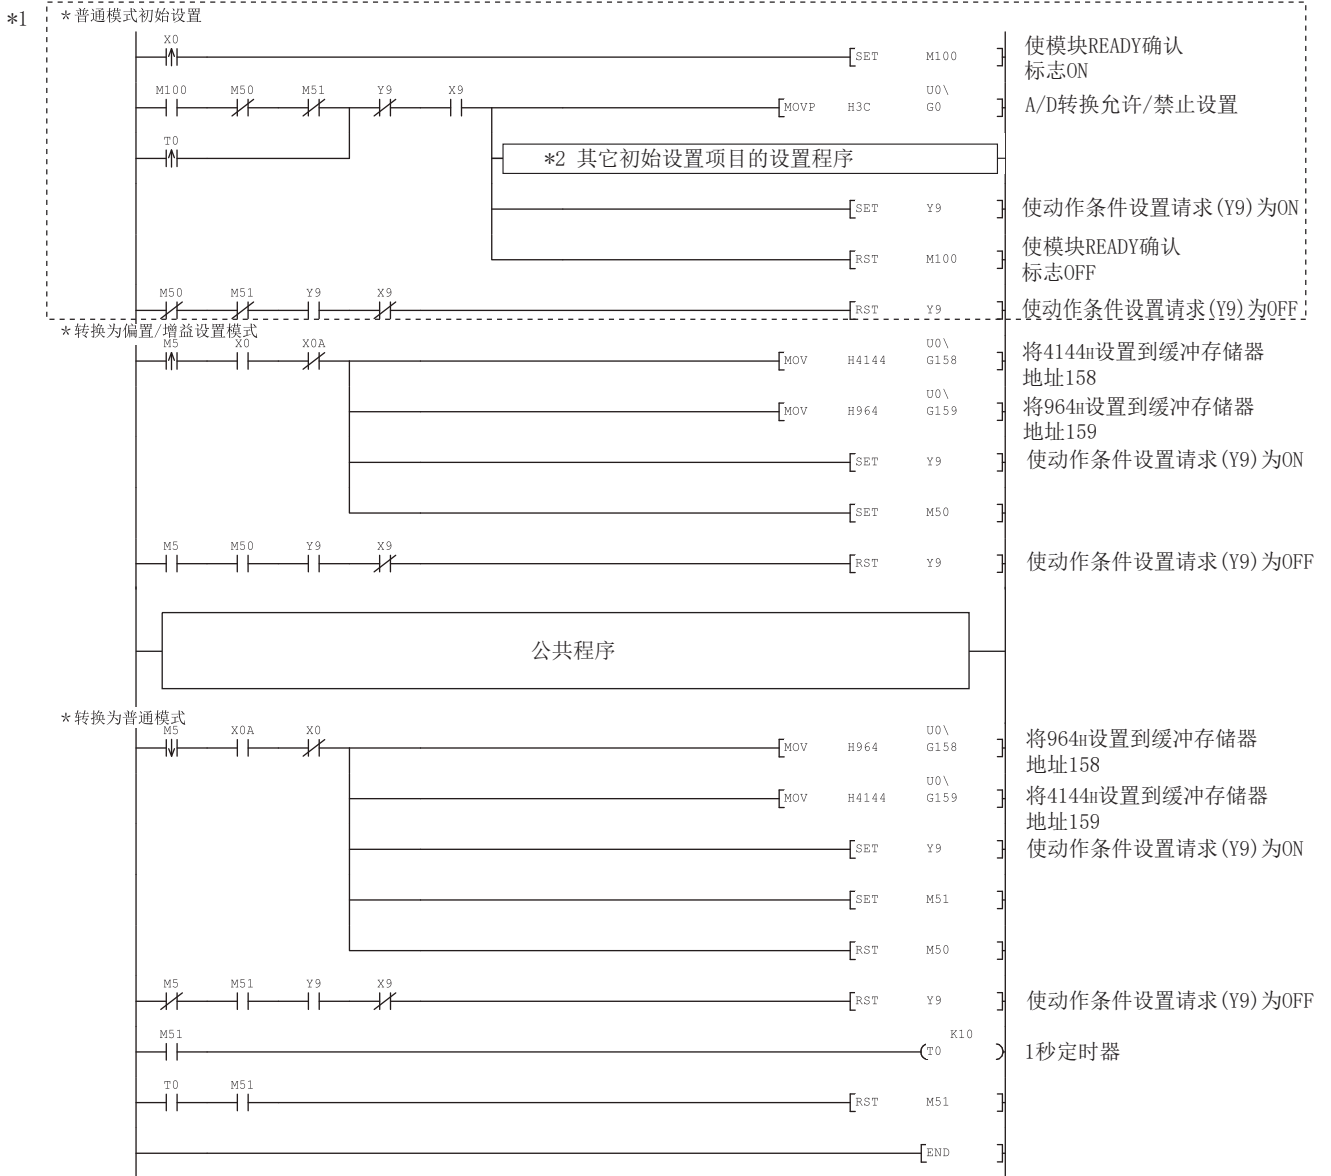 *1
*普通模式初始设置
X0
SET M100
使模块READY确认
标志ON
M100 M50 M51 Y9 X9
U0\
MOVP H3C G0
A/D转换允许/禁止设置
T0
*2 其它初始设置项目的设置程序
SET Y9
使动作条件设置请求(Y9)为ON
RST M100
使模块READY确认
标志OFF
M50 M51 Y9 X9
RST Y9
使动作条件设置请求(Y9)为OFF
*转换为偏置/增益设置模式
M5 X0 X0A
U0\
MOV H4144 G158
将4144H设置到缓冲存储器
地址158
U0\
MOV H964 G159
将964H设置到缓冲存储器
地址159
SET Y9
使动作条件设置请求(Y9)为ON
SET M50
M5 M50 Y9 X9
RST Y9
使动作条件设置请求(Y9)为OFF
公共程序
*转换为普通模式
M5 X0A X0
U0\
MOV H964 G158
将964H设置到缓冲存储器
地址158
U0\
MOV H4144 G159
将4144H设置到缓冲存储器
地址159
SET Y9
使动作条件设置请求(Y9)为ON
SET M51
RST M50
M5 M51 Y9 X9
RST Y9
使动作条件设置请求(Y9)为OFF
M51
K10
T0
1秒定时器
T0 M51
RST M51
END